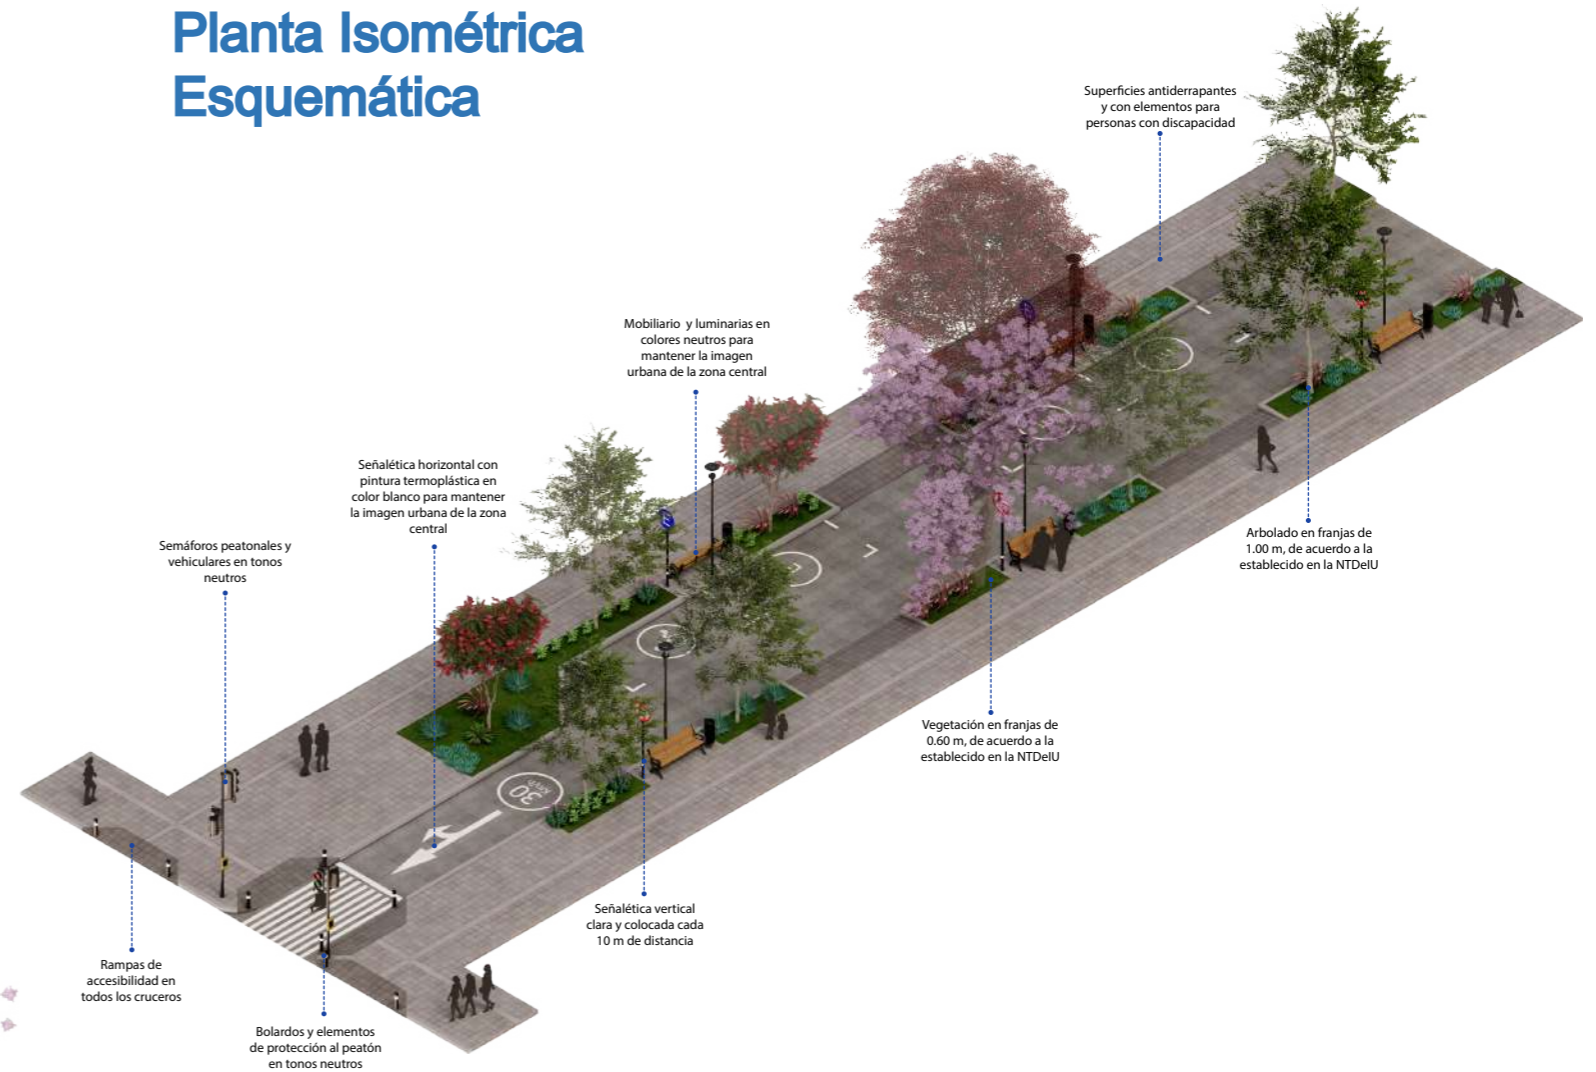 Planta Isométrica
Esquemática
Superficies antiderrapantes
y con elementos para
personas con discapacidad
Mobiliario y luminarias en
colores neutros para
mantener la imagen
urbana de la zona central
Señalética horizontal con
pintura termoplástica en
color blanco para mantener
la imagen urbana de la zona
central
Semáforos peatonales y
vehiculares en tonos
neutros
Arbolado en franjas de
1.00 m, de acuerdo a la
establecido en la NTDeIU
Vegetación en franjas de
0.60 m, de acuerdo a la
establecido en la NTDeIU
30
km/h
Señalética vertical
clara y colocada cada
10 m de distancia
Rampas de
accesibilidad en
todos los cruceros
Bolardos y elementos
de protección al peatón
en tonos neutros